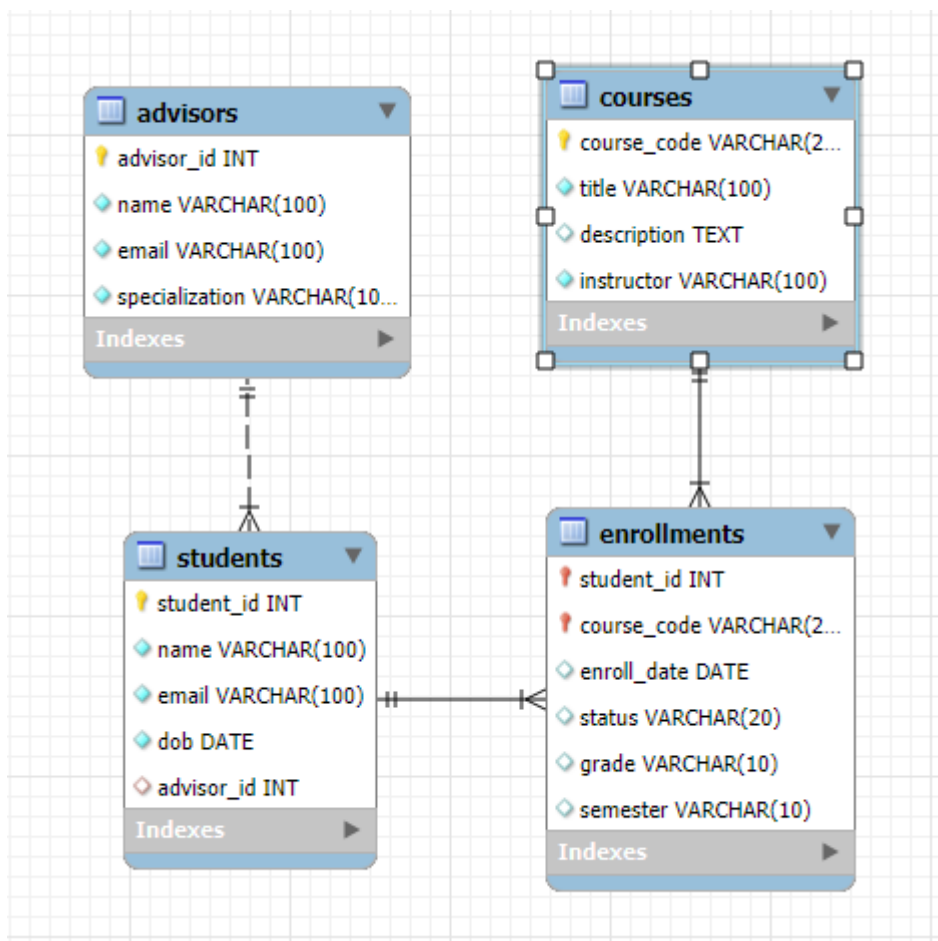 advisors
advisor_id INT
name VARCHAR(100)
email VARCHAR(100)
specialization VARCHAR(10...
Indexes
courses
course_code VARCHAR(2...
title VARCHAR(100)
description TEXT
instructor VARCHAR(100)
Indexes
students
student_id INT
name VARCHAR(100)
email VARCHAR(100)
dob DATE
advisor_id INT
Indexes
enrollments
student_id INT
course_code VARCHAR(2...
enroll_date DATE
status VARCHAR(20)
grade VARCHAR(10)
semester VARCHAR(10)
Indexes